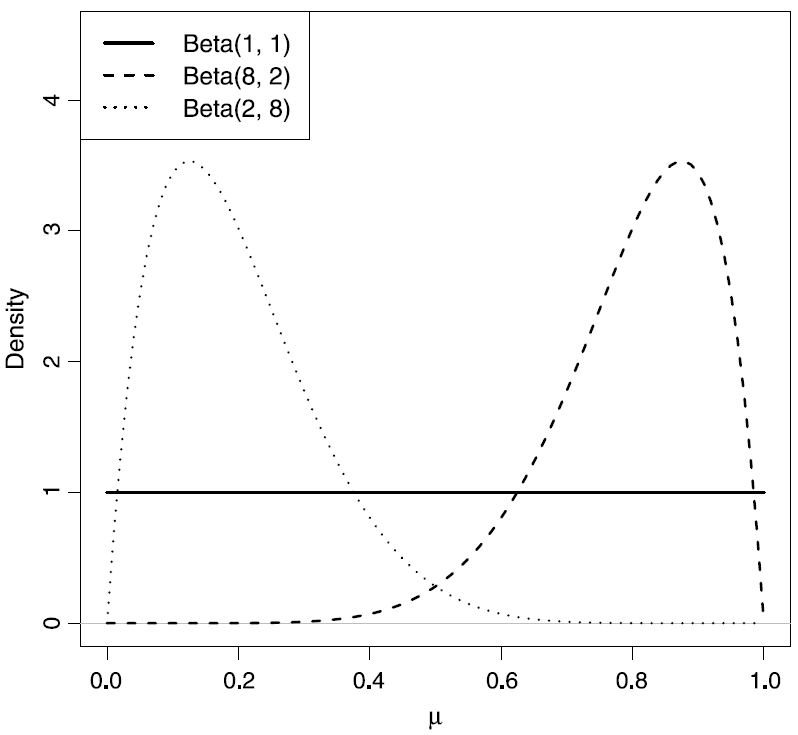 Beta(1, 1)
Beta(8, 2)
Beta(2, 8)
Density
4
3
2
1
0
0.0 0.2 0.4 0.6 0.8 1.0
μ